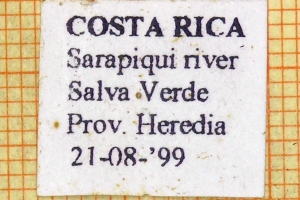 COSTA RICA
Sarapiqui river
Salva Verde
Prov. Heredia
21-08-'99